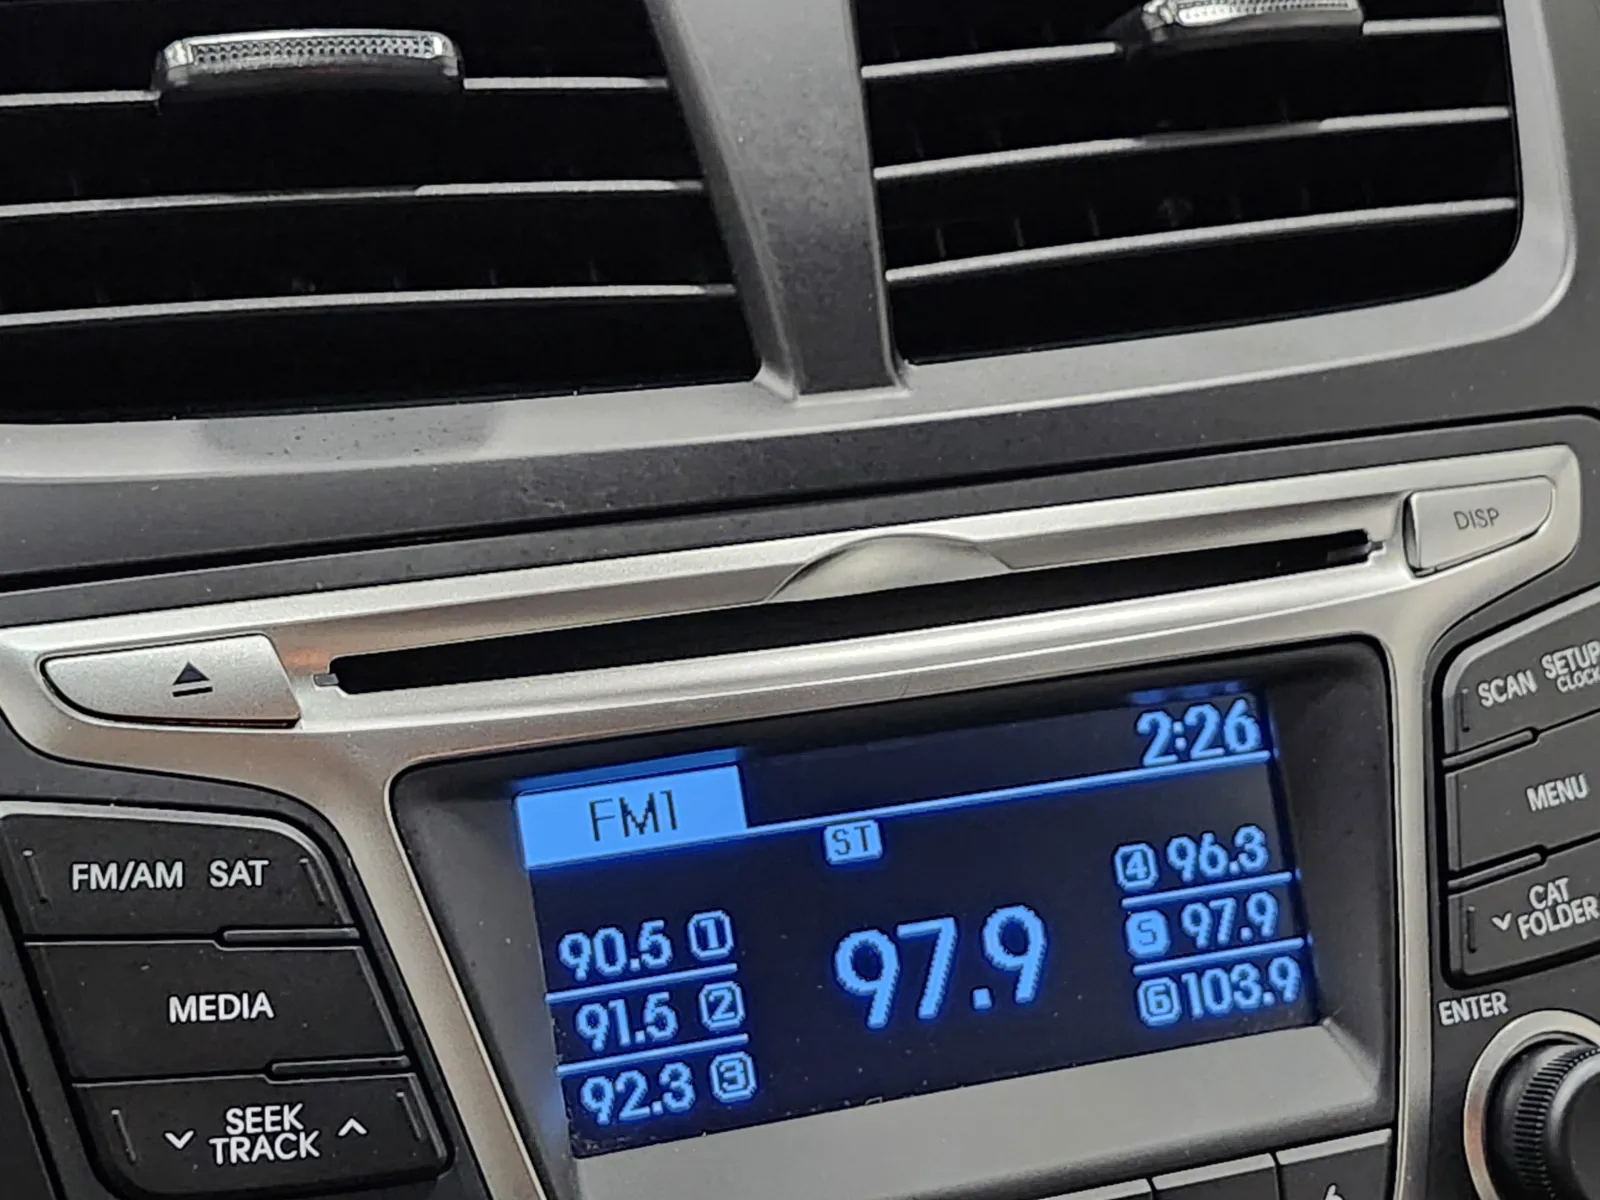 DISP
SCAN SETUP
CLOCK
MENU
CAT
FOLDER
ENTER
FM/AM SAT
MEDIA
SEEK
TRACK
2:26
FM1
ST
90.5 1
91.5 2
92.3 3
97.9
4 96.3
5 97.9
6 103.9